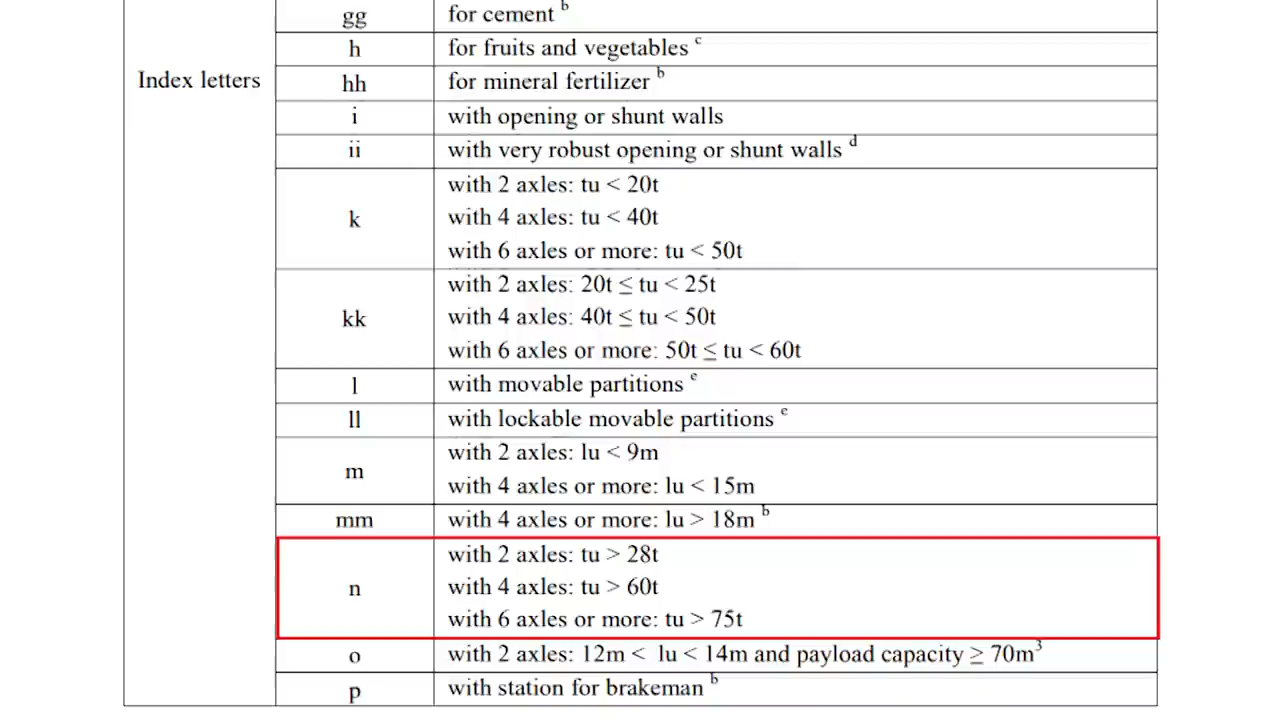 gg for cement b
h for fruits and vegetables c
Index letters hh for mineral fertilizer b
i with opening or shunt walls
ii with very robust opening or shunt walls d
with 2 axles: tu < 20t
k with 4 axles: tu < 40t
with 6 axles or more: tu < 50t
with 2 axles: 20t ≤ tu < 25t
kk with 4 axles: 40t ≤ tu < 50t
with 6 axles or more: 50t ≤ tu < 60t
l with movable partitions e
ll with lockable movable partitions e
m with 2 axles: lu < 9m
with 4 axles or more: lu < 15m
mm with 4 axles or more: lu > 18m b
with 2 axles: tu > 28t
n with 4 axles: tu > 60t
with 6 axles or more: tu > 75t
o with 2 axles: 12m < lu < 14m and payload capacity ≥ 70m3
p with station for brakeman b